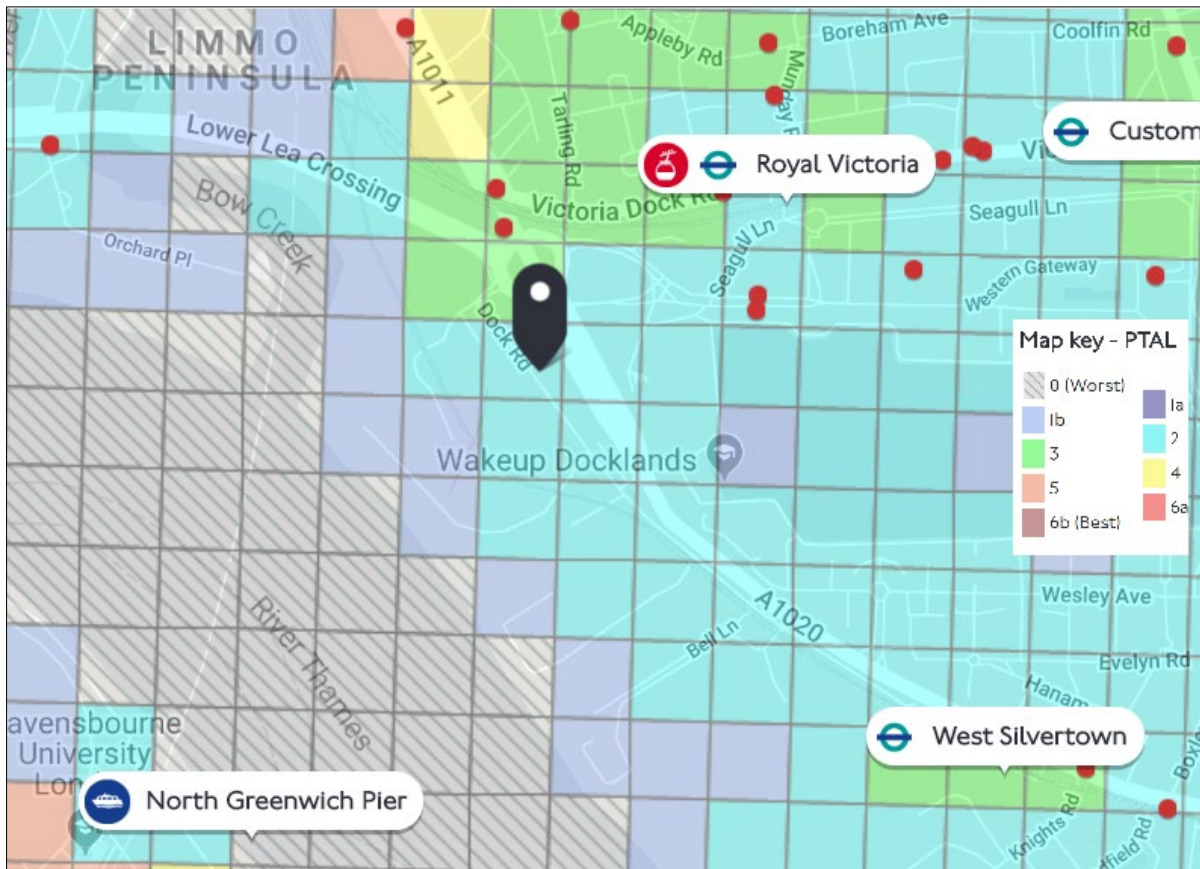 LIMMO
PENINSULA
A1011
Appleby Rd
Boreham Ave
Coolfin Rd
Tarling Rd
Lower Lea Crossing
Royal Victoria
Victoria Dock Rd
Seagull Ln
Seagull Ln
Bow Creek
Orchard Pl
Western Gateway
Dock Rd
Map key - PTAL
0 (Worst)
1a
1b
2
3
4
5
6a
6b (Best)
Wakeup Docklands
A1020
Wesley Ave
Bell Ln
Evelyn Rd
River Thames
West Silvertown
University
North Greenwich Pier
Knights Rd